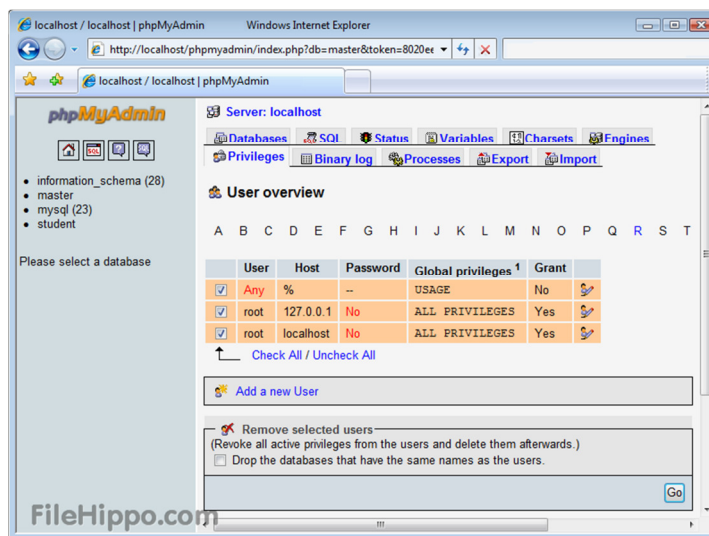 localhost / localhost | phpMyAdmin Windows Internet Explorer
http://localhost/phpmyadmin/index.php?db=master&token=8020ee
localhost / localhost | phpMyAdmin
phpMyAdmin
SQL
information_schema (28)
master
mysql (23)
student
Please select a database
Server: localhost
Databases SQL Status Variables Charsets Engines
Privileges Binary log Processes Export Import
User overview
A B C D E F G H I J K L M N O P Q R S T
User Host Password Global privileges 1 Grant
Any % -- USAGE No
root 127.0.0.1 No ALL PRIVILEGES Yes
root localhost No ALL PRIVILEGES Yes
Check All / Uncheck All
Add a new User
Remove selected users
(Revoke all active privileges from the users and delete them afterwards.)
Drop the databases that have the same names as the users.
Go
FileHippo.com